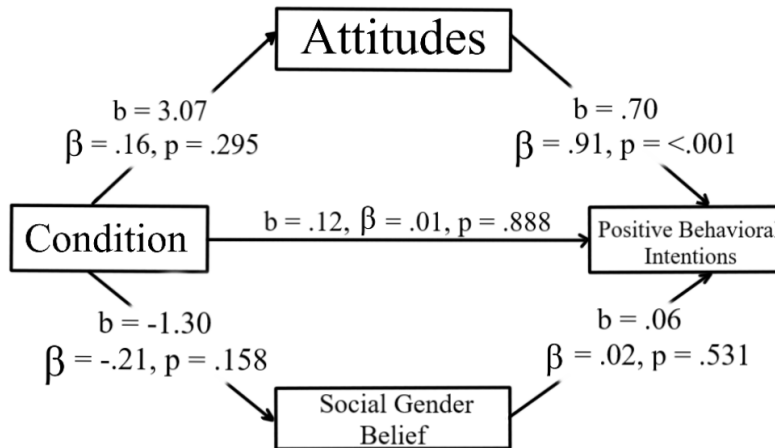 Attitudes
b = 3.07
β = .16, p = .295
b = .70
β = .91, p = <.001
Condition
b = .12, β = .01, p = .888
Positive Behavioral
Intentions
b = -1.30
β = -.21, p = .158
b = .06
β = .02, p = .531
Social Gender
Belief